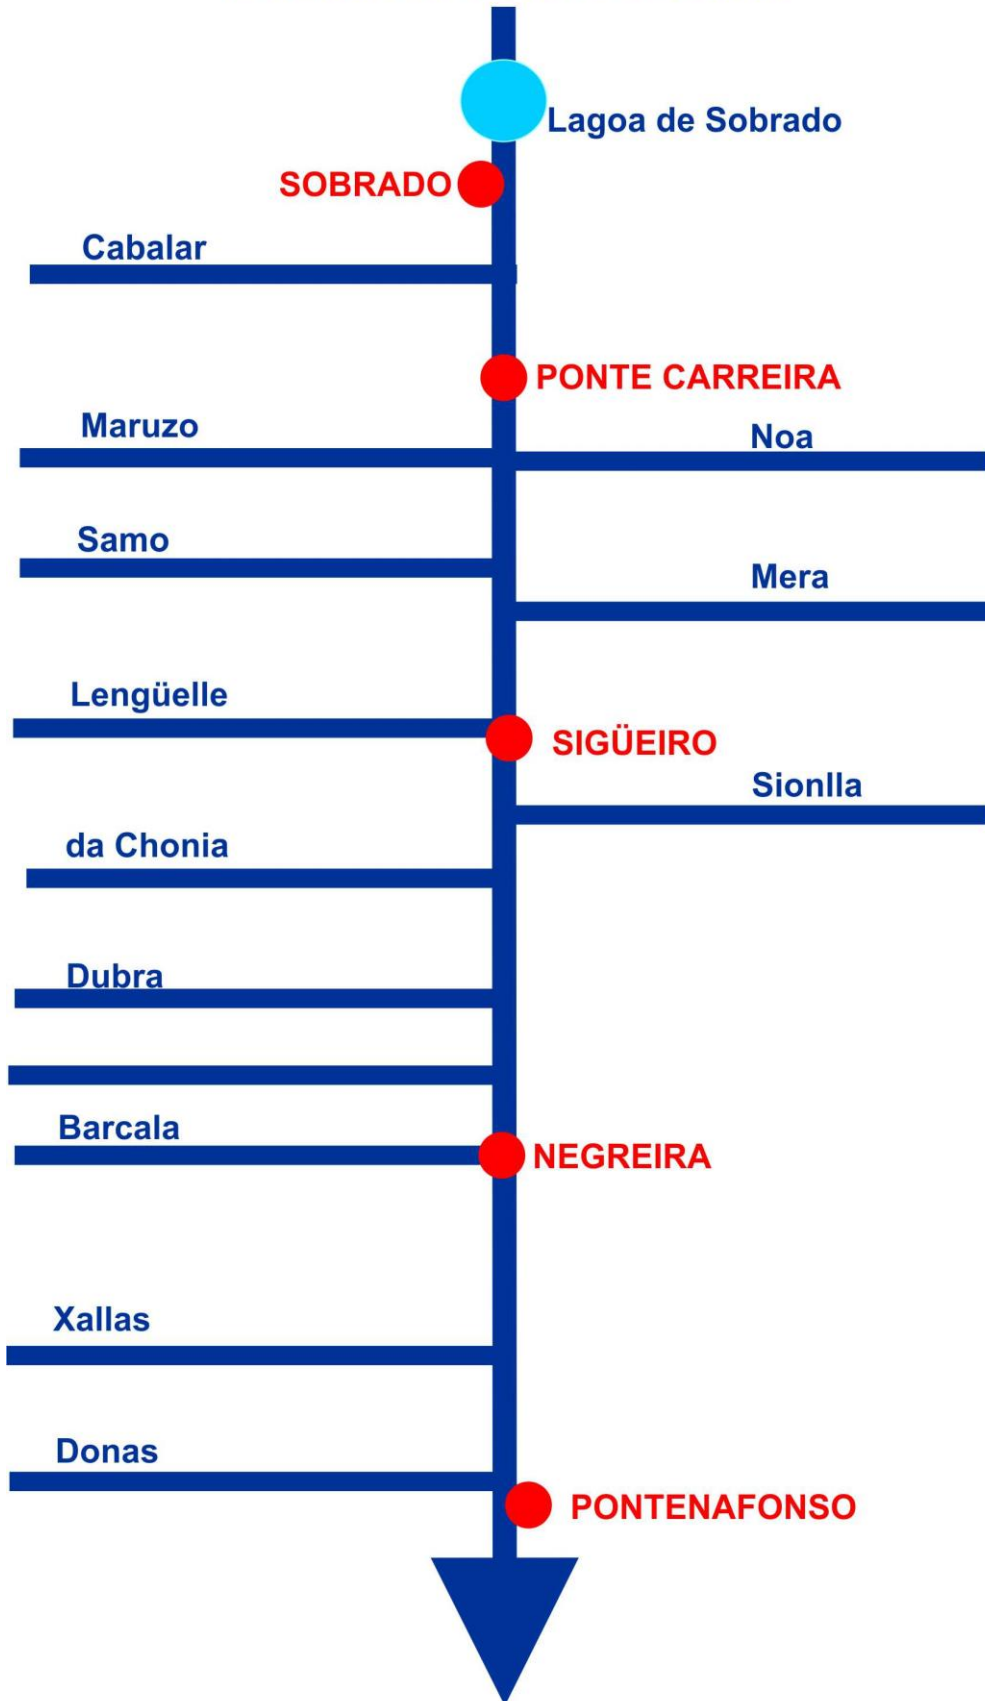 Lagoa de Sobrado
SOBRADO
Cabalar
PONTE CARREIRA
Maruzo
Noa
Samo
Mera
Lengüelle
SIGÜEIRO
Sionlla
da Chonia
Dubra
Barcala
NEGREIRA
Xallas
Donas
PONTENAFONSO